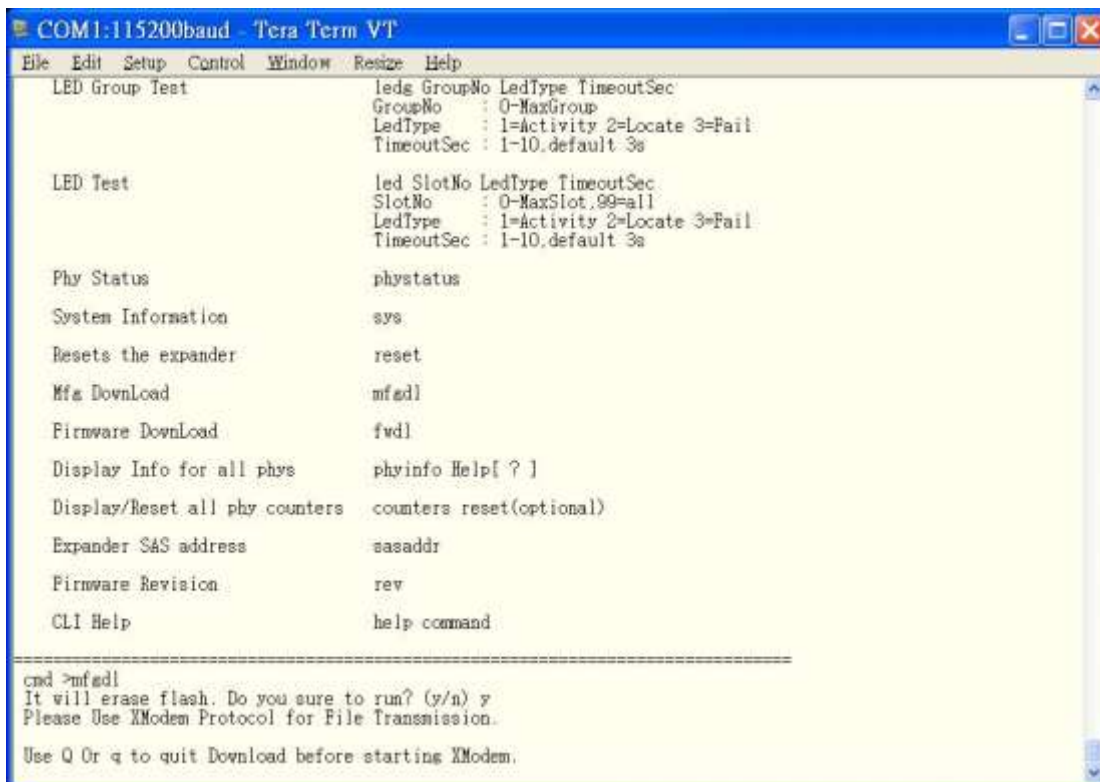 COM1:115200baud - Tera Term VT
File Edit Setup Control Window Resize Help
LED Group Test ledg GroupNo LedType TimeoutSec
GroupNo : 0-MaxGroup
LedType : 1=Activity 2=Locate 3=Fail
TimeoutSec : 1-10,default 3s
LED Test led SlotNo LedType TimeoutSec
SlotNo : 0-MaxSlot,99=all
LedType : 1=Activity 2=Locate 3=Fail
TimeoutSec : 1-10,default 3s
Phy Status phystatus
System Information sys
Resets the expander reset
Mfg DownLoad mfgdl
Firmware DownLoad fwdl
Display Info for all phys phyinfo Help[ ? ]
Display/Reset all phy counters counters reset(optional)
Expander SAS address sasaddr
Firmware Revision rev
CLI Help help command
==========================================================================================
cmd >mfgdl
It will erase flash. Do you sure to run? (y/n) y
Please Use XModem Protocol for File Transmission.
Use Q Or q to quit Download before starting XModem.